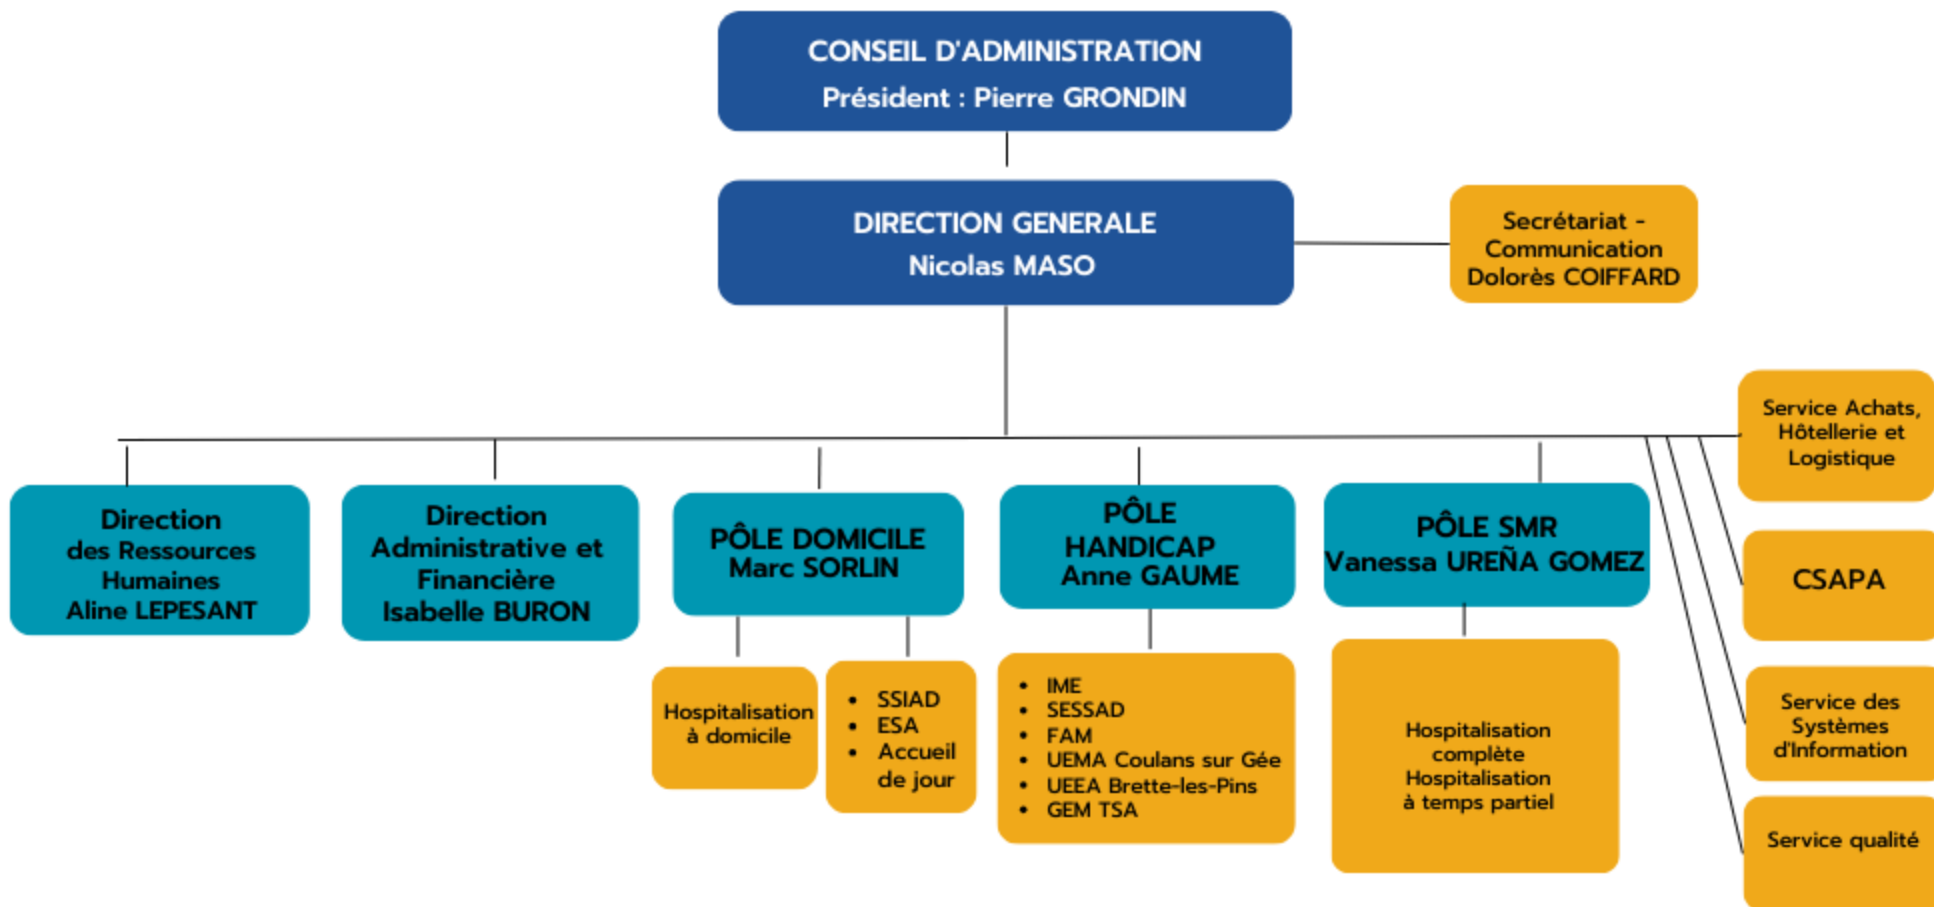 CONSEIL D'ADMINISTRATION
Président : Pierre GRONDIN
DIRECTION GENERALE
Nicolas MASO
Secrétariat -
Communication
Dolorès COIFFARD
Direction
des Ressources
Humaines
Aline LEPESANT
Direction
Administrative et
Financière
Isabelle BURON
PÔLE DOMICILE
Marc SORLIN
PÔLE
HANDICAP
Anne GAUME
PÔLE SMR
Vanessa UREÑA GOMEZ
Hospitalisation
à domicile
• SSIAD
• ESA
• Accueil
de jour
• IME
• SESSAD
• FAM
• UEMA Coulans sur Gée
• UEEA Brette-les-Pins
• GEM TSA
Hospitalisation
complète
Hospitalisation
à temps partiel
Service Achats,
Hôtellerie et
Logistique
CSAPA
Service des
Systèmes
d'Information
Service qualité